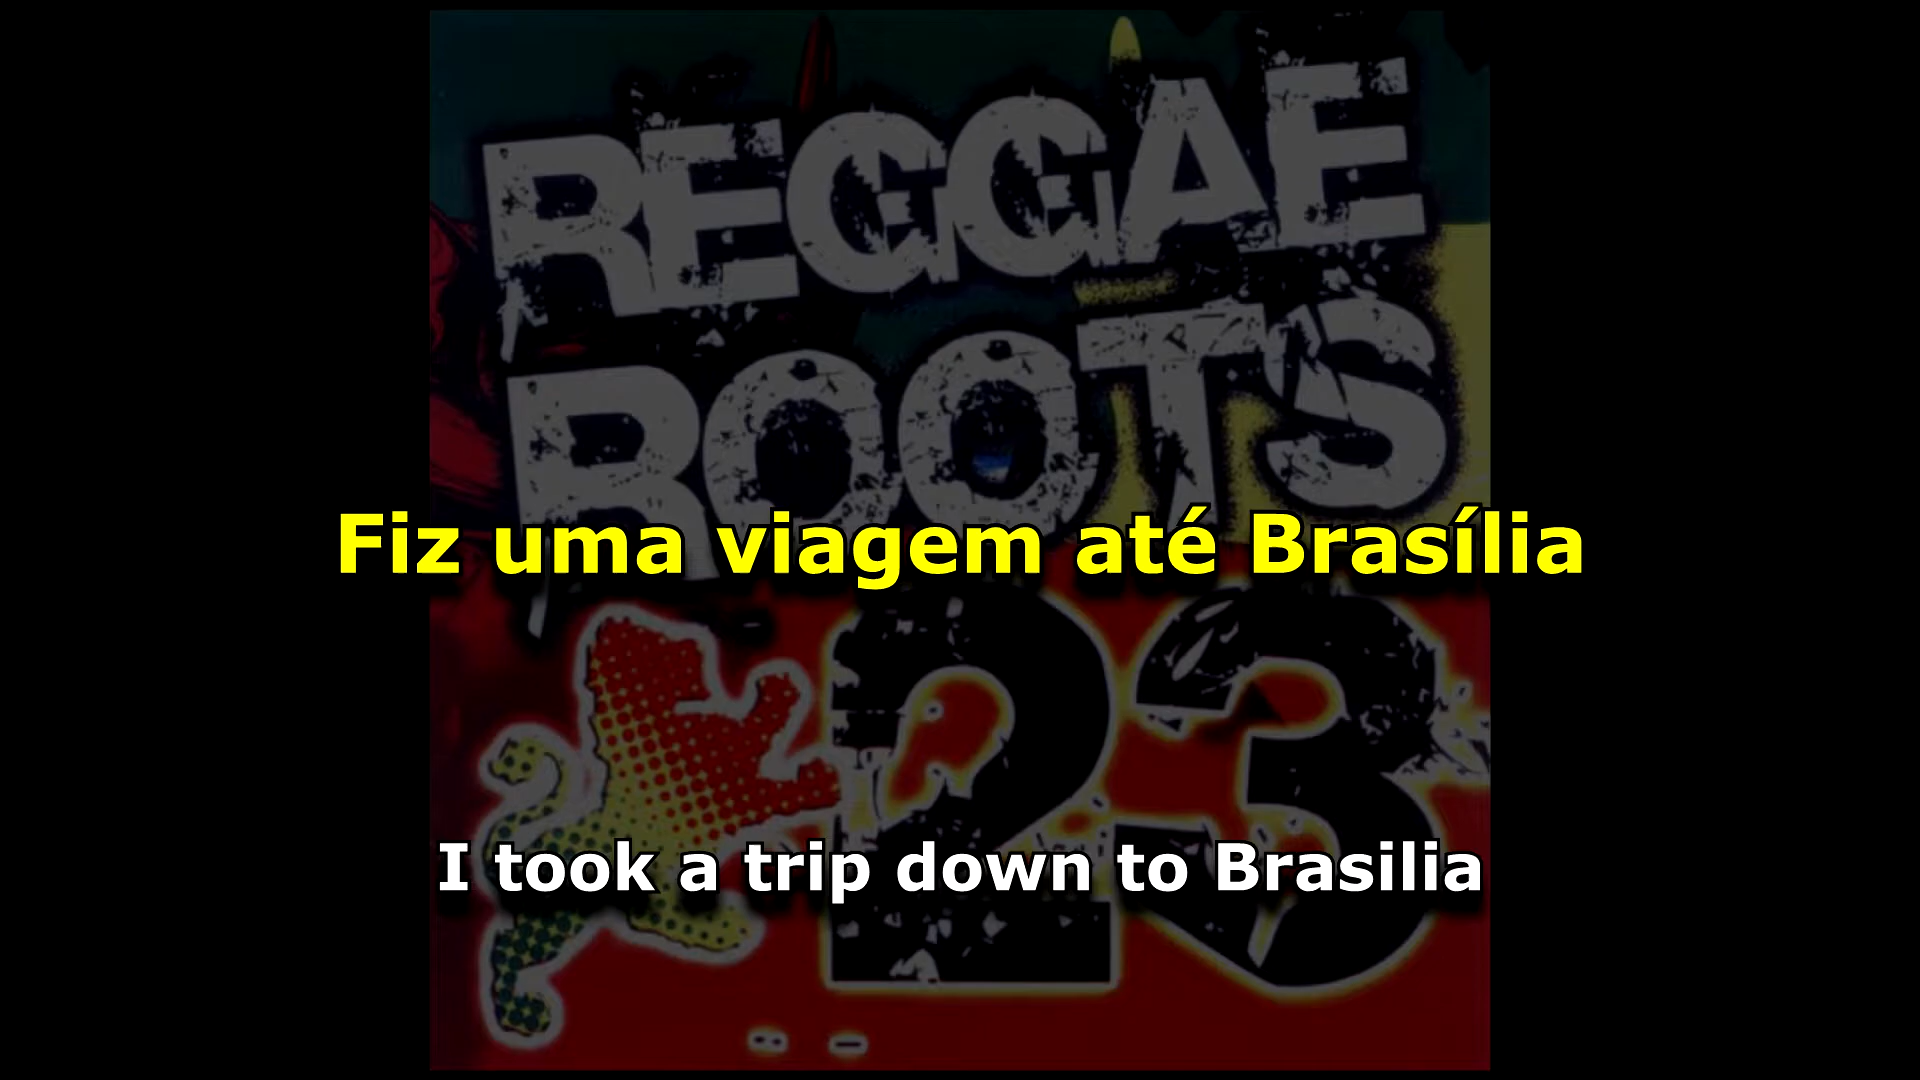 REGGAE
ROOTS
Fiz uma viagem até Brasília
23
I took a trip down to Brasilia